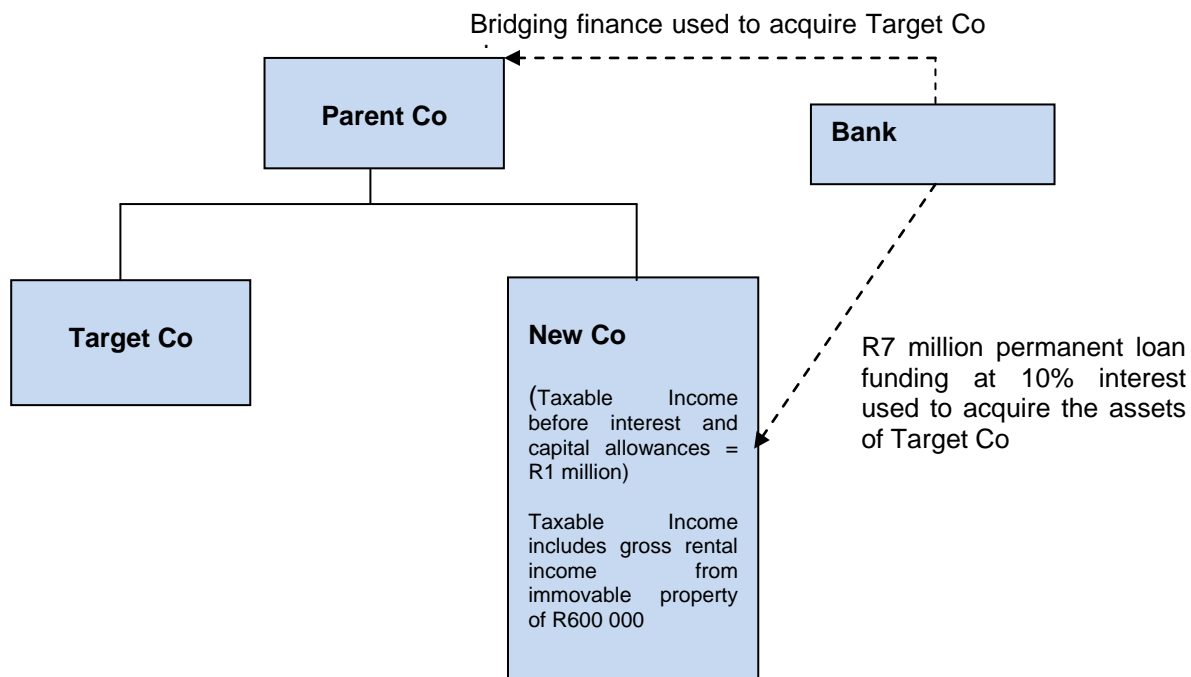 Bridging finance used to acquire Target Co
Parent Co
Bank
Target Co
New Co
(Taxable Income
before interest and
capital allowances =
R1 million)
Taxable Income
includes gross rental
income from
immovable property
of R600 000
R7 million permanent loan
funding at 10% interest
used to acquire the assets
of Target Co